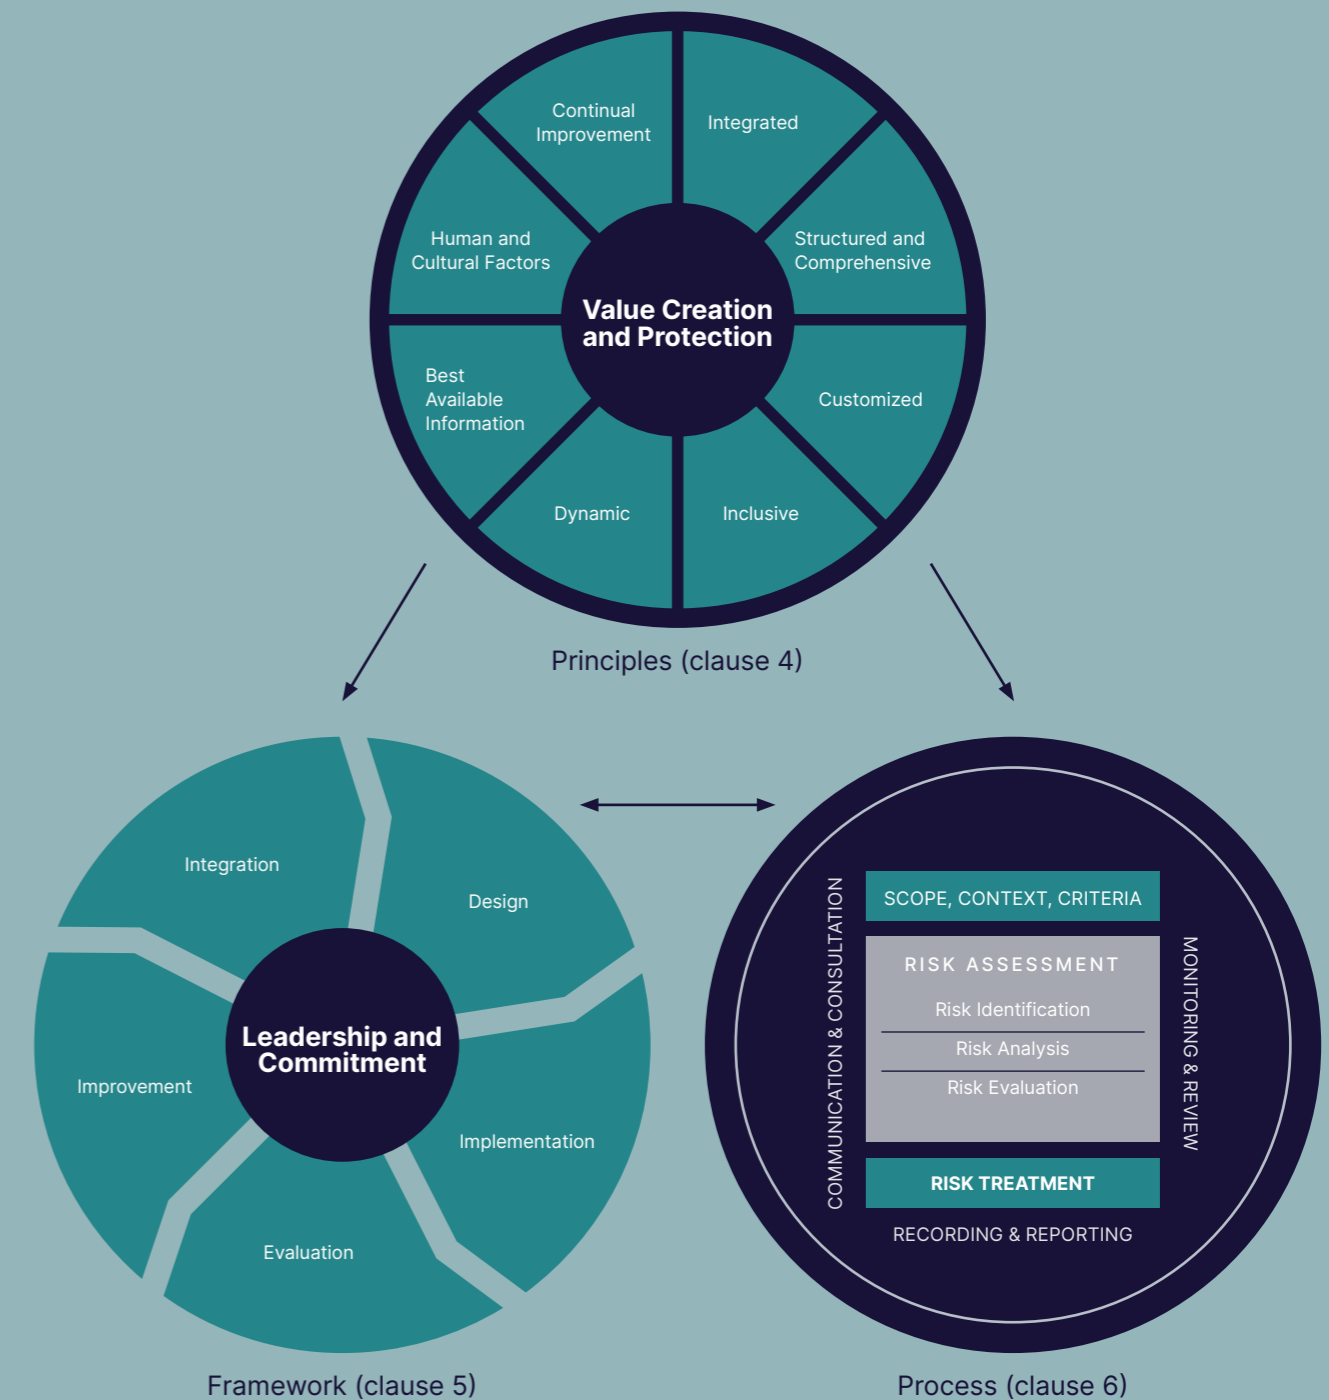 Continual
Improvement
Integrated
Human and
Cultural Factors
Structured and
Comprehensive
Value Creation
and Protection
Best
Available
Information
Customized
Dynamic
Inclusive
Principles (clause 4)
Integration
Design
Leadership and
Commitment
Improvement
Implementation
Evaluation
Framework (clause 5)
COMMUNICATION & CONSULTATION
SCOPE, CONTEXT, CRITERIA
RISK ASSESSMENT
Risk Identification
Risk Analysis
Risk Evaluation
RISK TREATMENT
RECORDING & REPORTING
MONITORING & REVIEW
Process (clause 6)